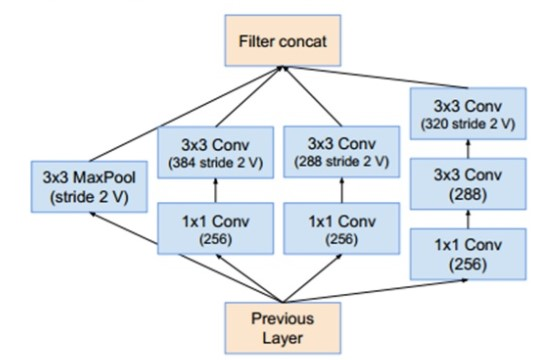 Filter concat
3x3 MaxPool
(stride 2 V)
3x3 Conv
(384 stride 2 V)
1x1 Conv
(256)
3x3 Conv
(288 stride 2 V)
1x1 Conv
(256)
3x3 Conv
(320 stride 2 V)
3x3 Conv
(288)
1x1 Conv
(256)
Previous
Layer